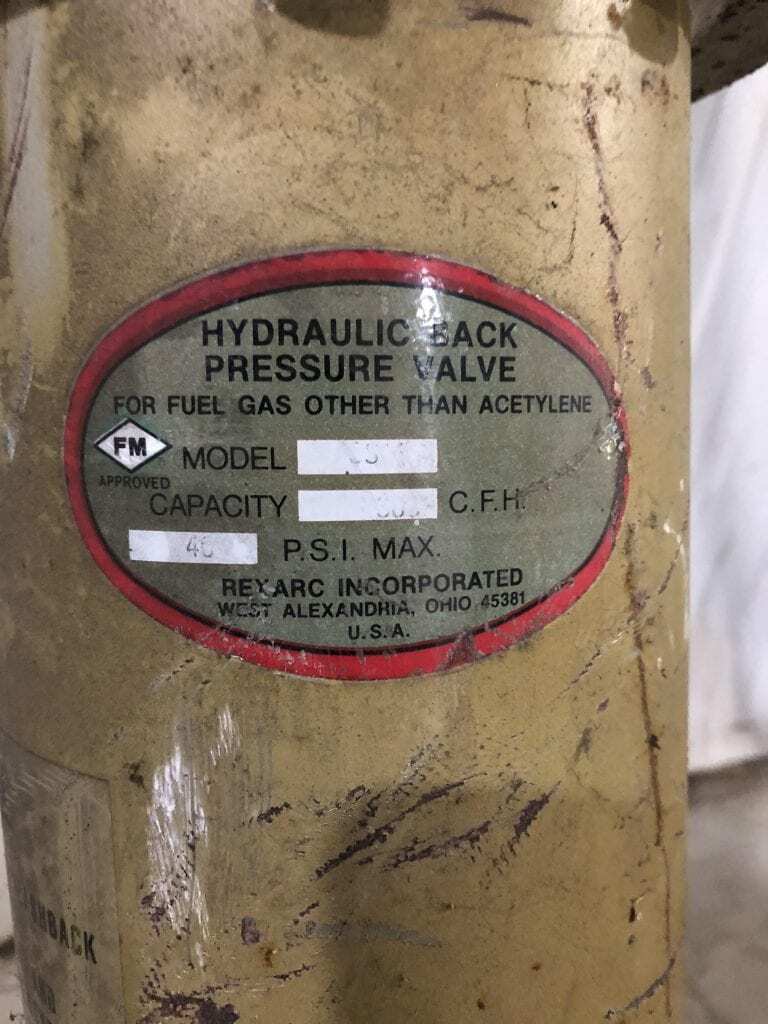 HYDRAULIC BACK
PRESSURE VALVE
FOR FUEL GAS OTHER THAN ACETYLENE
FM
APPROVED
MODEL
CAPACITY C.F.H.
P.S.I. MAX.
REXARC INCORPORATED
WEST ALEXANDRIA, OHIO 45381
U.S.A.